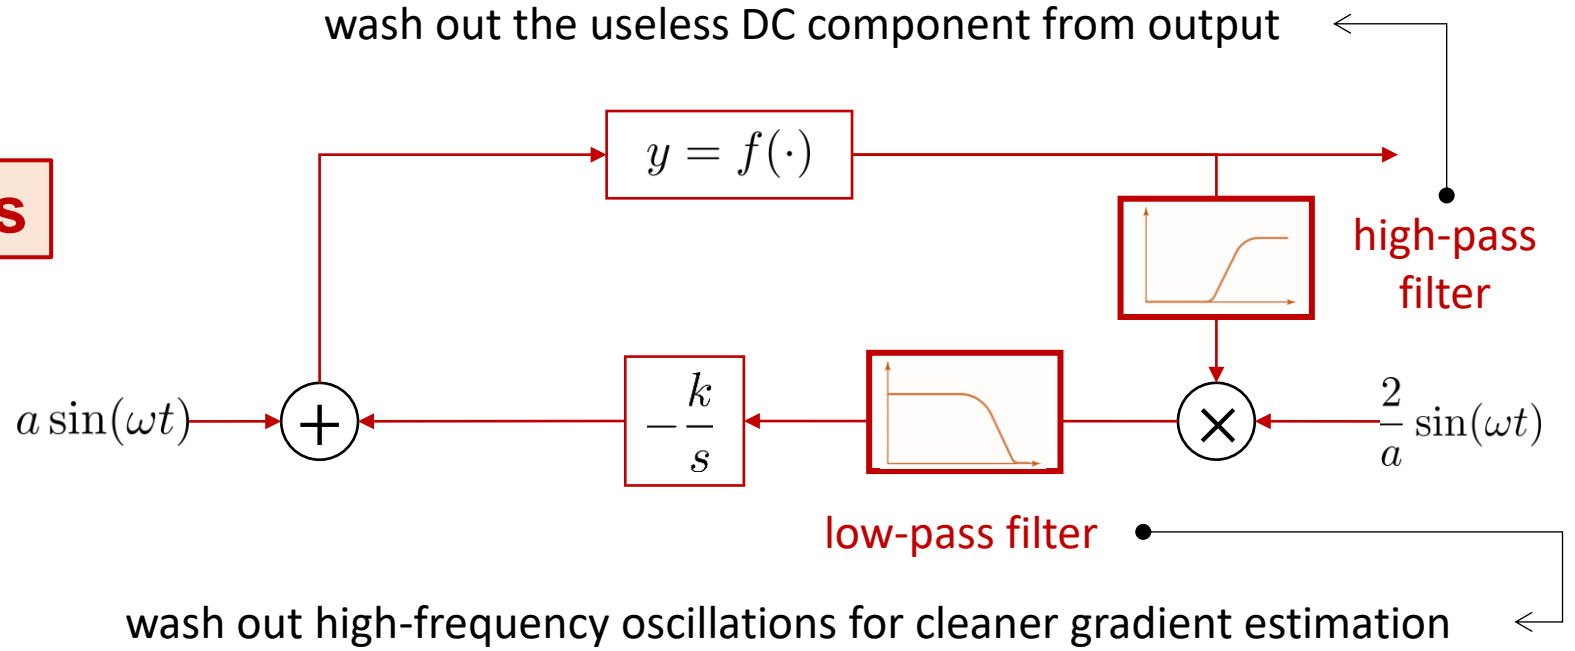 wash out the useless DC component from output
y = f(·)
s
high-pass
filter
a sin(ωt)
+
−k/s
×
2/a sin(ωt)
low-pass filter
wash out high-frequency oscillations for cleaner gradient estimation